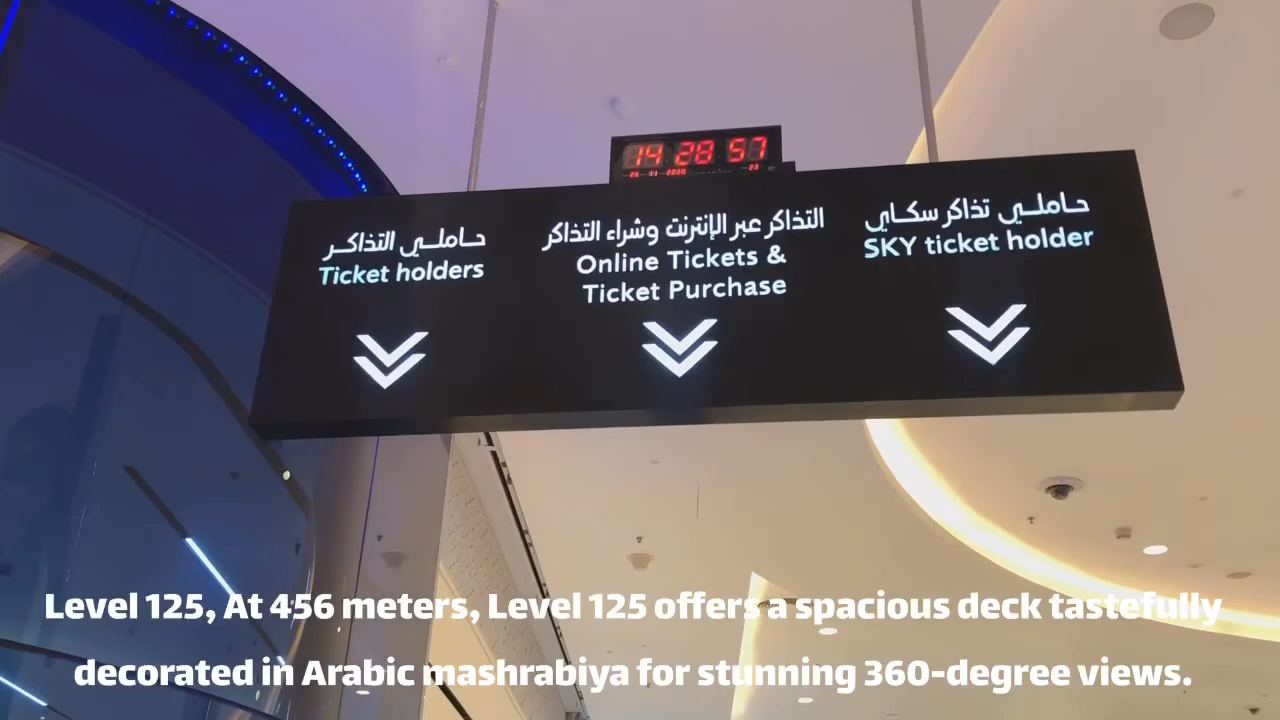 14 28 57
حاملي التذاكر
Ticket holders
التذاكر عبر الإنترنت وشراء التذاكر
Online Tickets &
Ticket Purchase
حاملي تذاكر سكاي
SKY ticket holder
Level 125, At 456 meters, Level 125 offers a spacious deck tastefully
decorated in Arabic mashrabiya for stunning 360-degree views.